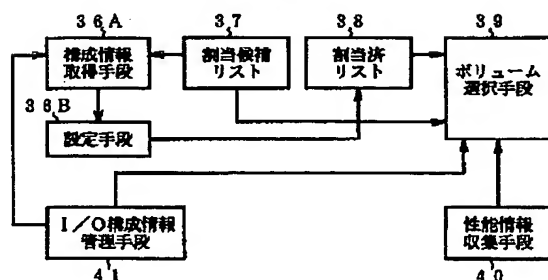 36A
37
38
39
構成情報
取得手段
割当候補
リスト
割当済
リスト
ボリューム
選択手段
36B
設定手段
I/O構成情報
管理手段
性能情報
収集手段
41
40